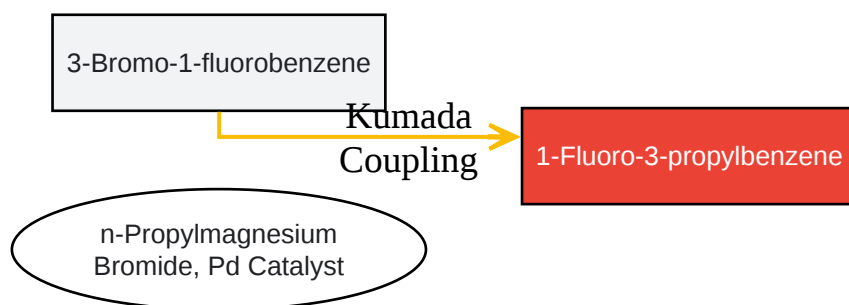 3-Bromo-1-fluorobenzene
Kumada
Coupling
1-Fluoro-3-propylbenzene
n-Propylmagnesium
Bromide, Pd Catalyst